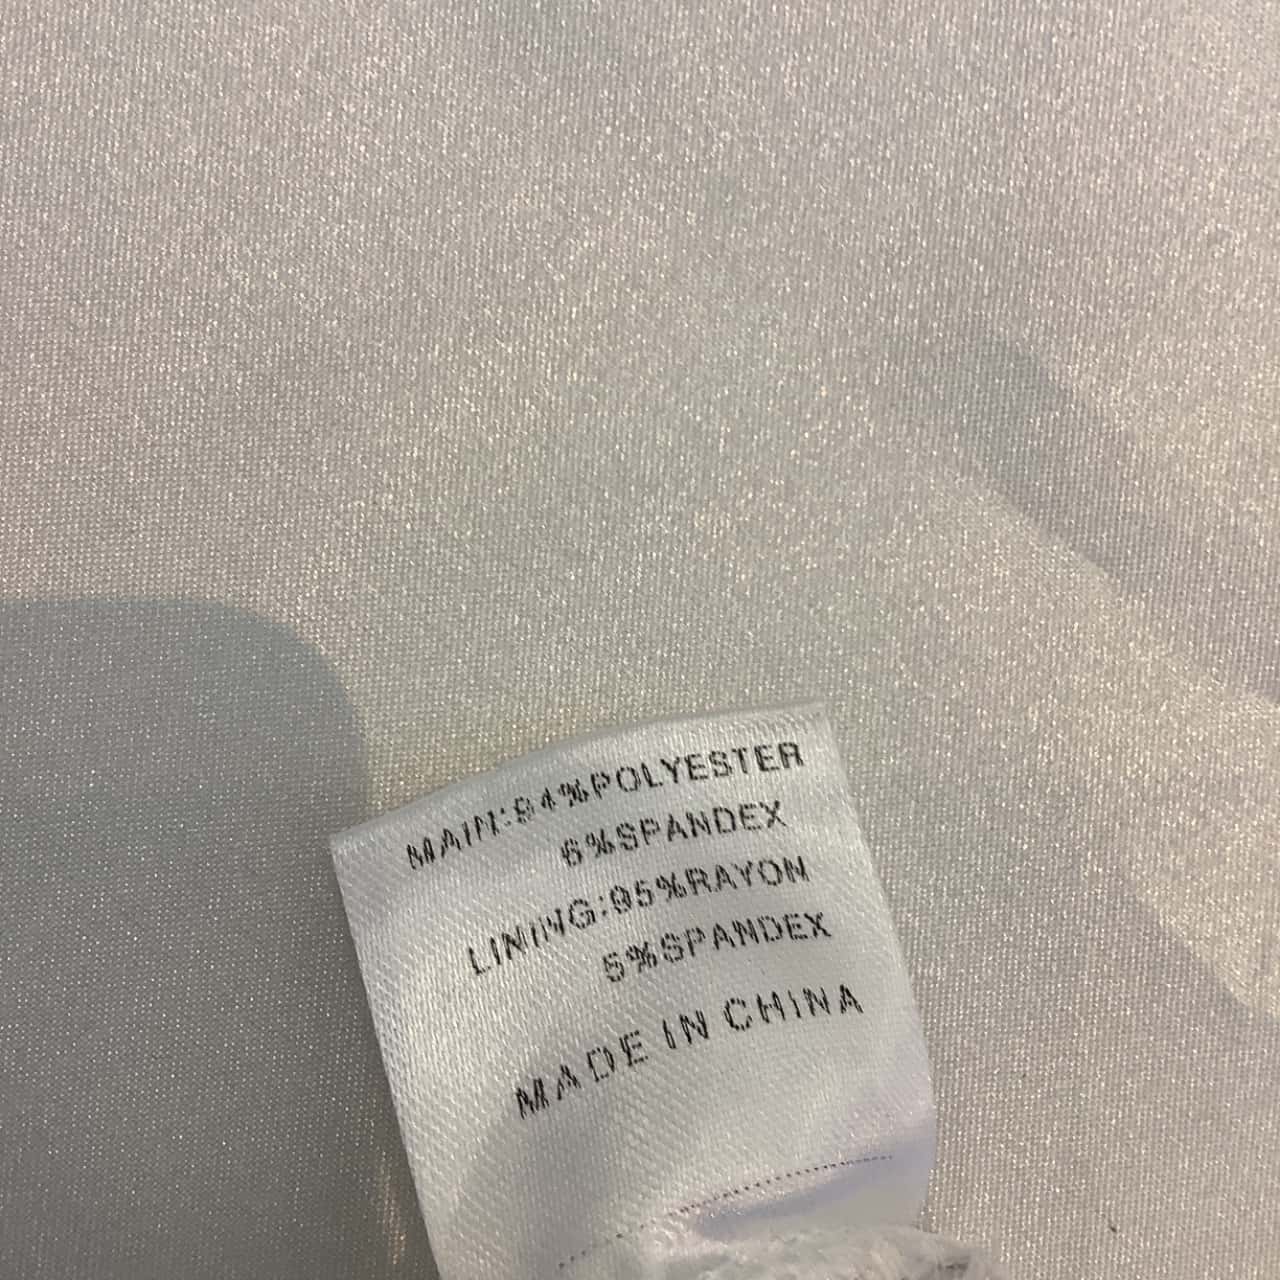 MAIN:94%POLYESTER
6%SPANDEX
LINING:95%RAYON
5%SPANDEX
MADE IN CHINA